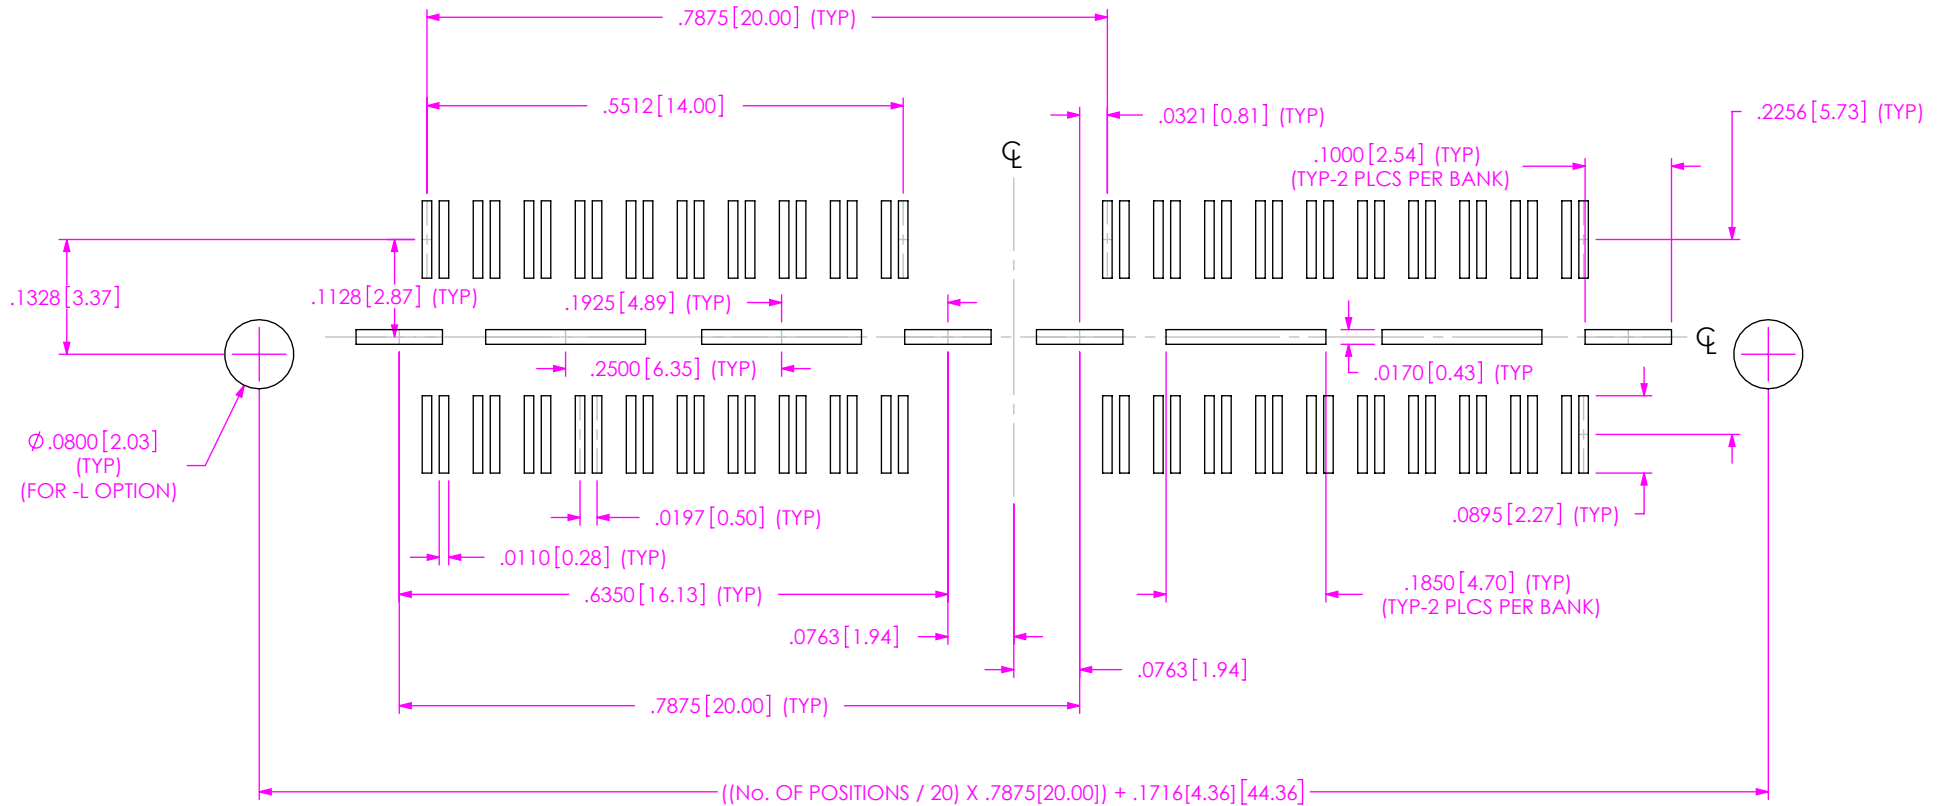 .7875[20.00] (TYP)
.5512[14.00]
.0321[0.81] (TYP)
.2256[5.73] (TYP)
℄
.1000[2.54] (TYP)
(TYP-2 PLCS PER BANK)
.1328[3.37]
.1128[2.87] (TYP)
.1925[4.89] (TYP)
℄
.2500[6.35] (TYP)
.0170[0.43] (TYP
Ø.0800[2.03]
(TYP)
(FOR -L OPTION)
.0197[0.50] (TYP)
.0895[2.27] (TYP)
.0110[0.28] (TYP)
.6350[16.13] (TYP)
.1850[4.70] (TYP)
(TYP-2 PLCS PER BANK)
.0763[1.94]
.0763[1.94]
.7875[20.00] (TYP)
((No. OF POSITIONS / 20) X .7875[20.00]) + .1716[4.36] [44.36]